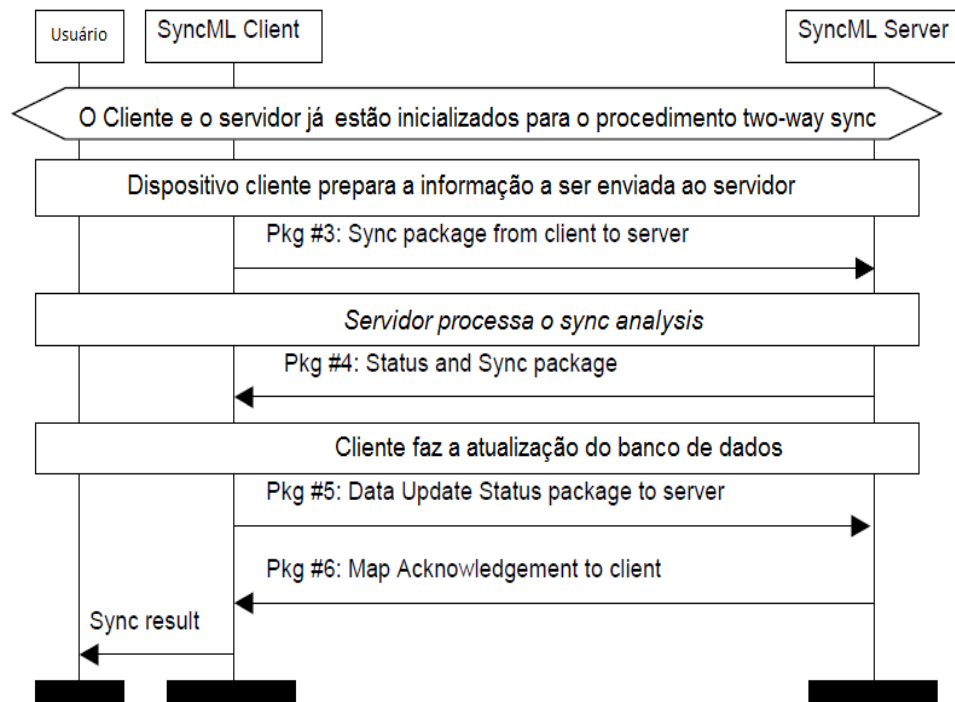 Usuário
SyncML Client
SyncML Server
O Cliente e o servidor já estão inicializados para o procedimento two-way sync
Dispositivo cliente prepara a informação a ser enviada ao servidor
Pkg #3: Sync package from client to server
Servidor processa o sync analysis
Pkg #4: Status and Sync package
Cliente faz a atualização do banco de dados
Pkg #5: Data Update Status package to server
Pkg #6: Map Acknowledgement to client
Sync result